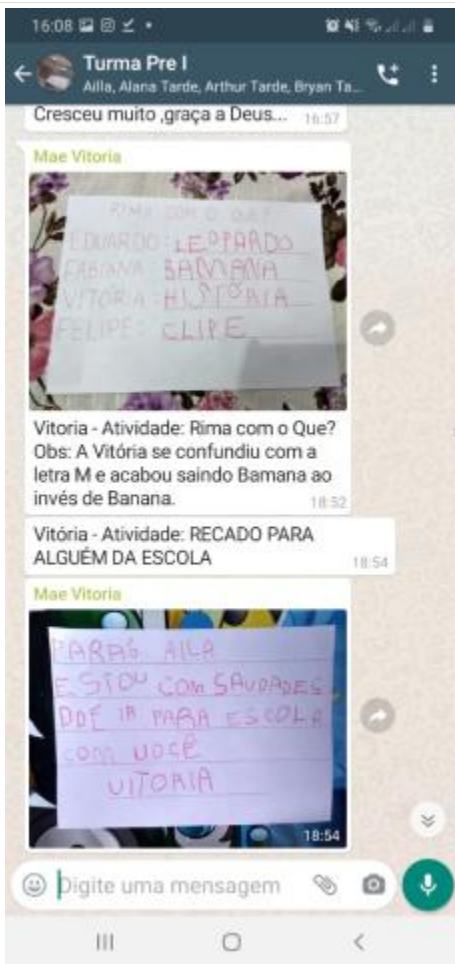 16:08
Turma Pre I
Ailla, Alana Tarde, Arthur Tarde, Bryan Ta...
Cresceu muito ,graça a Deus... 16:57
Mae Vitoria
RIMA COM O QUE?
EDUARDO: LEOPARDO
FABIANA: BAMANA
VITÓRIA: HISTÓRIA
FELIPE: CLIPE
Vitoria - Atividade: Rima com o Que?
Obs: A Vitória se confundiu com a
letra M e acabou saindo Bamana ao
invés de Banana. 18:52
Vitória - Atividade: RECADO PARA
ALGUÉM DA ESCOLA 18:54
Mae Vitoria
AILA
ESTOU COM SAUDADES
IR PARA ESCOLA
COM VOCÊ
VITORIA
18:54
Digite uma mensagem